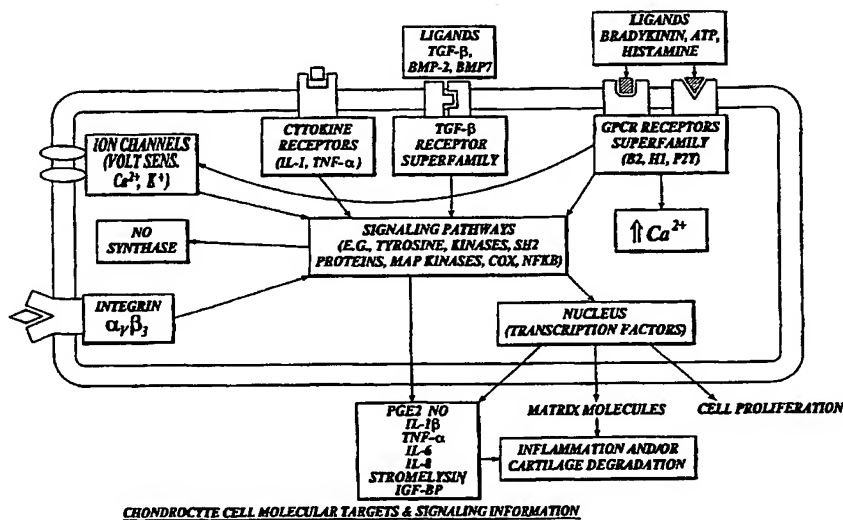 LIGANDS
TGF-β,
BMP-2, BMP7
LIGANDS
BRADYKININ, ATP,
HISTAMINE
ION CHANNELS
(VOLT SENS.
Ca²⁺, K⁺)
CYTOKINE
RECEPTORS
(IL-1, TNF-α)
TGF-β
RECEPTOR
SUPERFAMILY
GPCR RECEPTORS
SUPERFAMILY
(B2, H1, P2Y)
NO
SYNTHASE
SIGNALING PATHWAYS
(E.G., TYROSINE, KINASES, SH2
PROTEINS, MAP KINASES, COX, NFKB)
⇑Ca²⁺
INTEGRIN
αᵥβ₃
NUCLEUS
(TRANSCRIPTION FACTORS)
PGE2 NO
IL-1β
TNF-α
IL-6
IL-8
STROMELYSIN
IGF-BP
MATRIX MOLECULES
CELL PROLIFERATION
INFLAMMATION AND/OR
CARTILAGE DEGRADATION
CHONDROCYTE CELL MOLECULAR TARGETS & SIGNALING INFORMATION